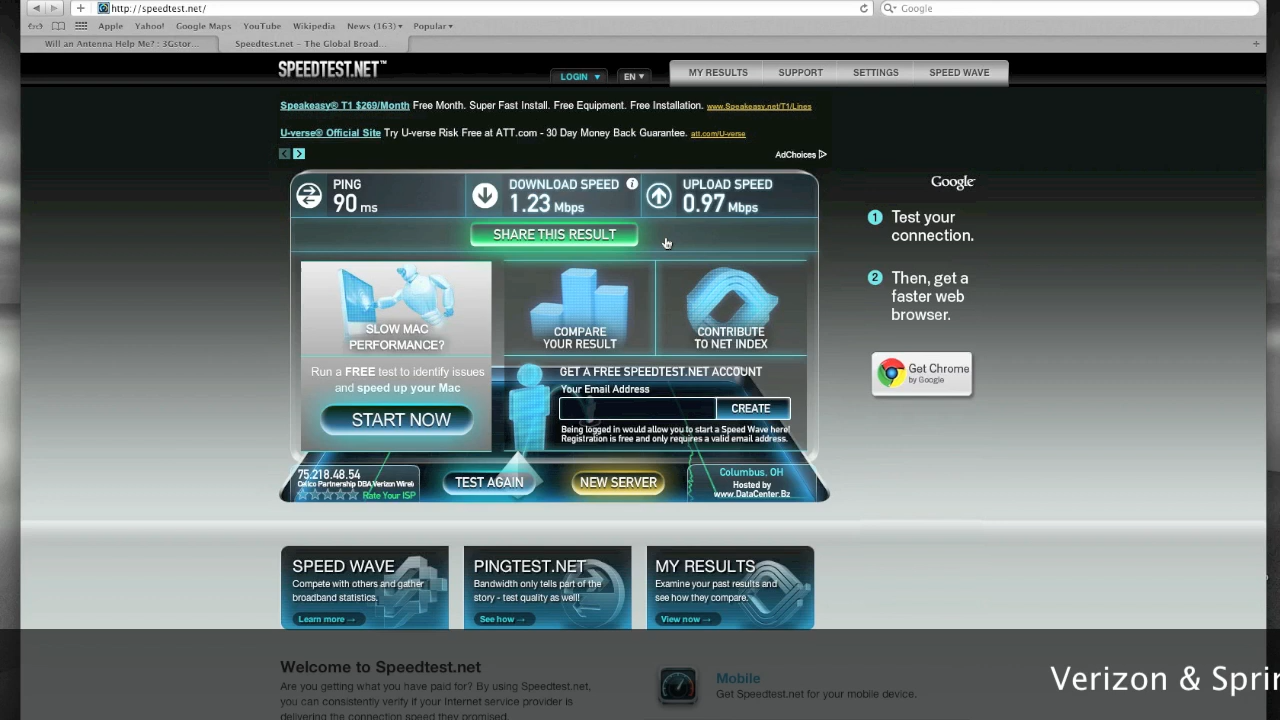 http://speedtest.net/
Google
Apple Yahoo! Google Maps YouTube Wikipedia News (163) Popular
Will an Antenna Help Me? : 3Gstor...
Speedtest.net – The Global Broad...
SPEEDTEST.NET™
LOGIN
EN
MY RESULTS
SUPPORT
SETTINGS
SPEED WAVE
Speakeasy® T1 $269/Month Free Month. Super Fast Install. Free Equipment. Free Installation. www.Speakeasy.net/T1/Lines
U-verse® Official Site Try U-verse Risk Free at ATT.com - 30 Day Money Back Guarantee. att.com/U-verse
AdChoices
PING
90 ms
DOWNLOAD SPEED
1.23 Mbps
UPLOAD SPEED
0.97 Mbps
SHARE THIS RESULT
SLOW MAC
PERFORMANCE?
Run a FREE test to identify issues
and speed up your Mac
START NOW
COMPARE
YOUR RESULT
CONTRIBUTE
TO NET INDEX
GET A FREE SPEEDTEST.NET ACCOUNT
Your Email Address
CREATE
Being logged in would allow you to start a Speed Wave here!
Registration is free and only requires a valid email address.
75.218.48.54
Cellco Partnership DBA Verizon Wirel
Rate Your ISP
TEST AGAIN
NEW SERVER
Columbus, OH
Hosted by
www.DataCenter.Bz
Google
1 Test your
connection.
2 Then, get a
faster web
browser.
Get Chrome
by Google
SPEED WAVE
Compete with others and gather
broadband statistics.
Learn more →
PINGTEST.NET
Bandwidth only tells part of the
story - test quality as well!
See how →
MY RESULTS
Examine your past results and
see how they compare.
View now →
Welcome to Speedtest.net
Are you getting what you have paid for? By using Speedtest.net,
you can consistently verify if your Internet service provider is
delivering the connection speed they promised.
Mobile
Get Speedtest.net for your mobile device.
Verizon & Sprin